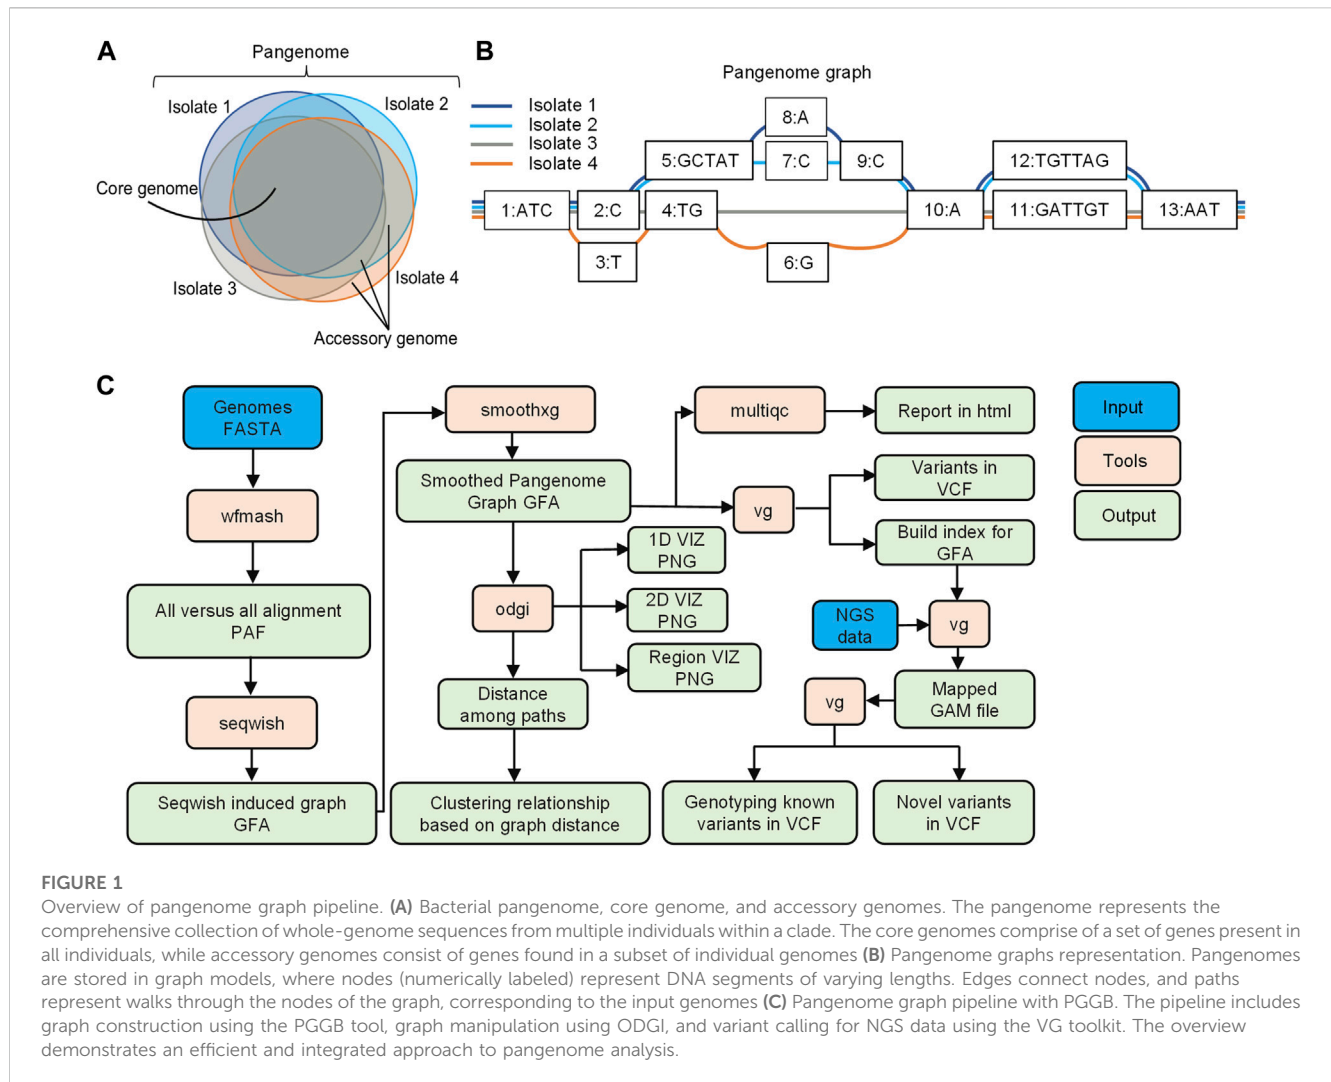 A
Pangenome
Isolate 1
Isolate 2
Core genome
Isolate 3
Isolate 4
Accessory genome
B
Pangenome graph
Isolate 1
Isolate 2
Isolate 3
Isolate 4
8:A
5:GCTAT
7:C
9:C
12:TGTTAG
1:ATC
2:C
4:TG
10:A
11:GATTGT
13:AAT
3:T
6:G
C
Genomes
FASTA
wfmash
All versus all alignment
PAF
seqwish
Seqwish induced graph
GFA
smoothxg
Smoothed Pangenome
Graph GFA
odgi
Distance
among paths
Clustering relationship
based on graph distance
1D VIZ
PNG
2D VIZ
PNG
Region VIZ
PNG
multiqc
Report in html
vg
Variants in
VCF
Build index for
GFA
NGS
data
vg
Mapped
GAM file
vg
Genotyping known
variants in VCF
Novel variants
in VCF
Input
Tools
Output
FIGURE 1
Overview of pangenome graph pipeline. (A) Bacterial pangenome, core genome, and accessory genomes. The pangenome represents the
comprehensive collection of whole-genome sequences from multiple individuals within a clade. The core genomes comprise of a set of genes present in
all individuals, while accessory genomes consist of genes found in a subset of individual genomes (B) Pangenome graphs representation. Pangenomes
are stored in graph models, where nodes (numerically labeled) represent DNA segments of varying lengths. Edges connect nodes, and paths
represent walks through the nodes of the graph, corresponding to the input genomes (C) Pangenome graph pipeline with PGGB. The pipeline includes
graph construction using the PGGB tool, graph manipulation using ODGI, and variant calling for NGS data using the VG toolkit. The overview
demonstrates an efficient and integrated approach to pangenome analysis.